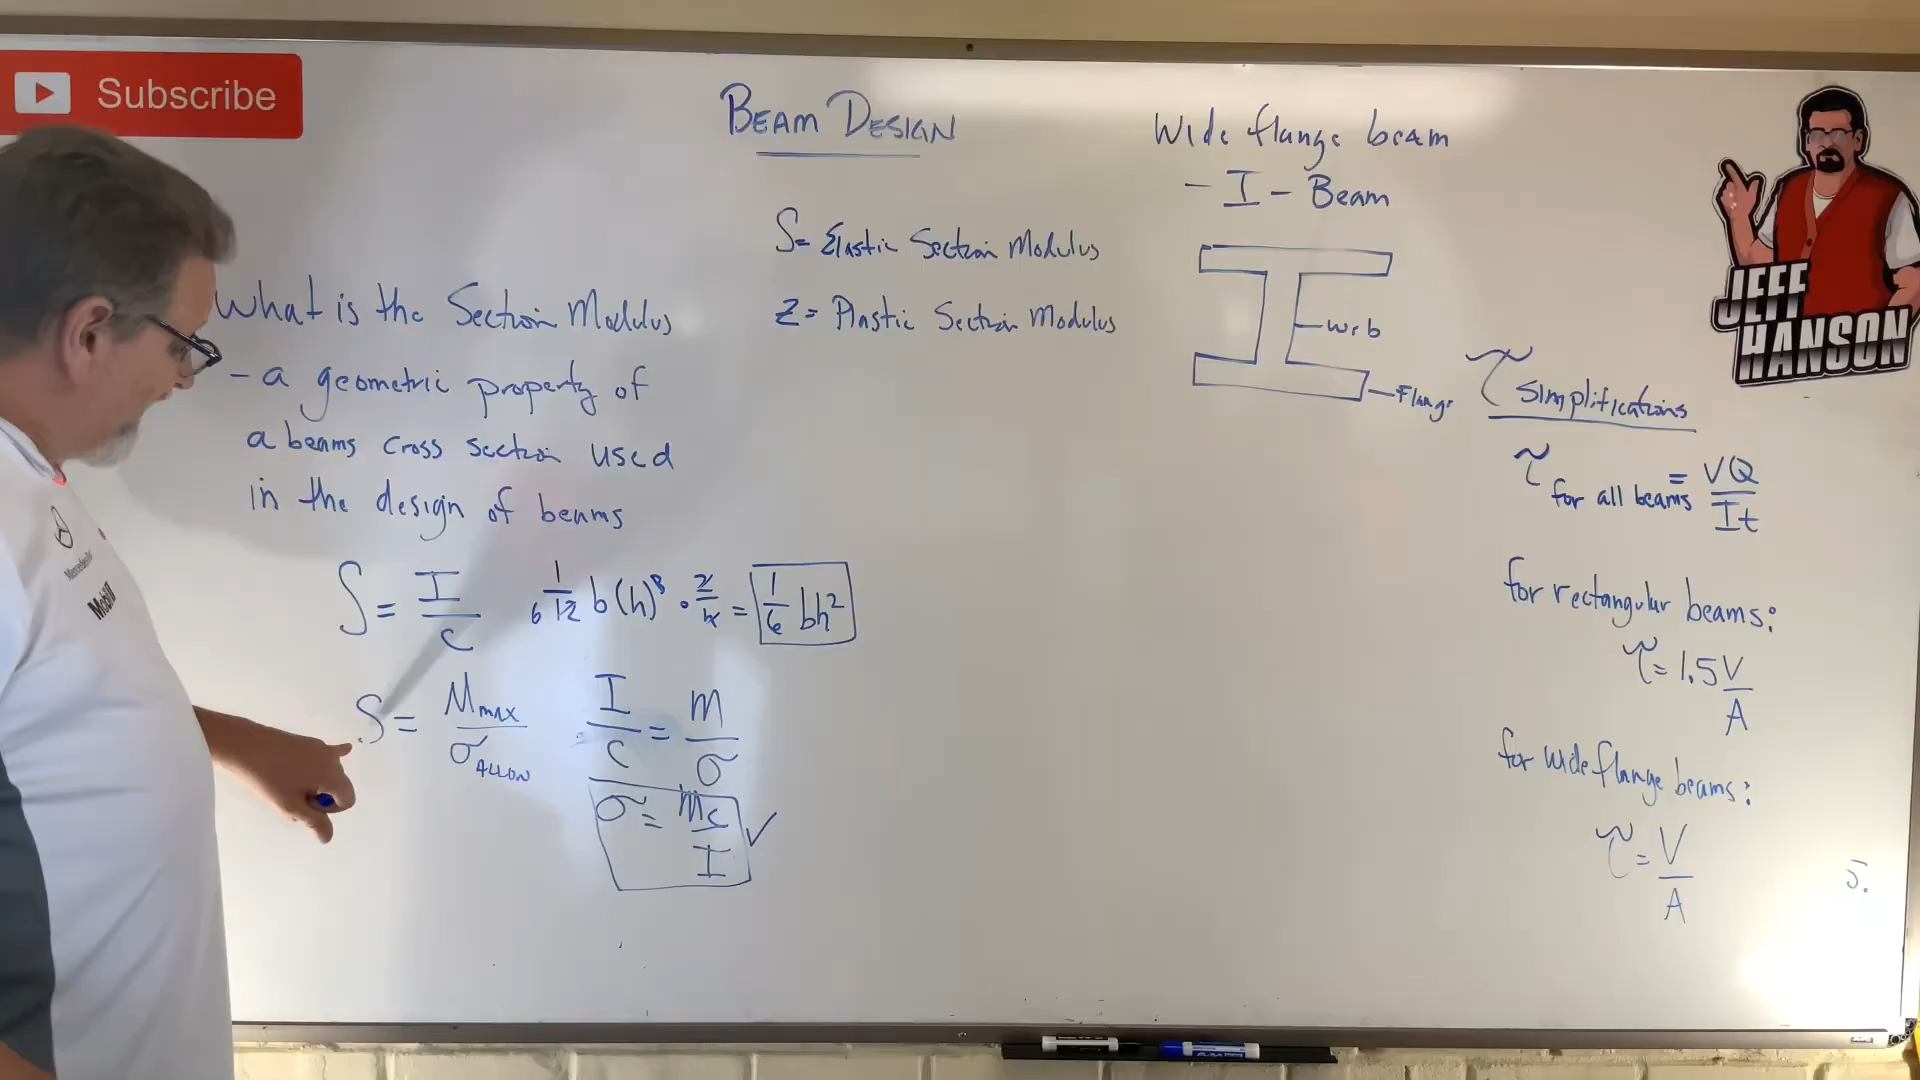 Subscribe
BEAM DESIGN
S= Elastic Section Modulus
Z= Plastic Section Modulus
What is the Section Modulus
- a geometric property of
a beams cross section used
in the design of beams
S= I/c
1/12 b(h)³ · 2/h = 1/6 bh²
6
S= Mmax/σALLOW
I/c = M/σ
σ = Mc/I ✓
Wide flange beam
- I - Beam
Web
Flange
τ Simplifications
τ for all beams = VQ/It
for rectangular beams:
τ= 1.5V/A
for wide flange beams:
τ= V/A
JEFF
HANSON
Mobil